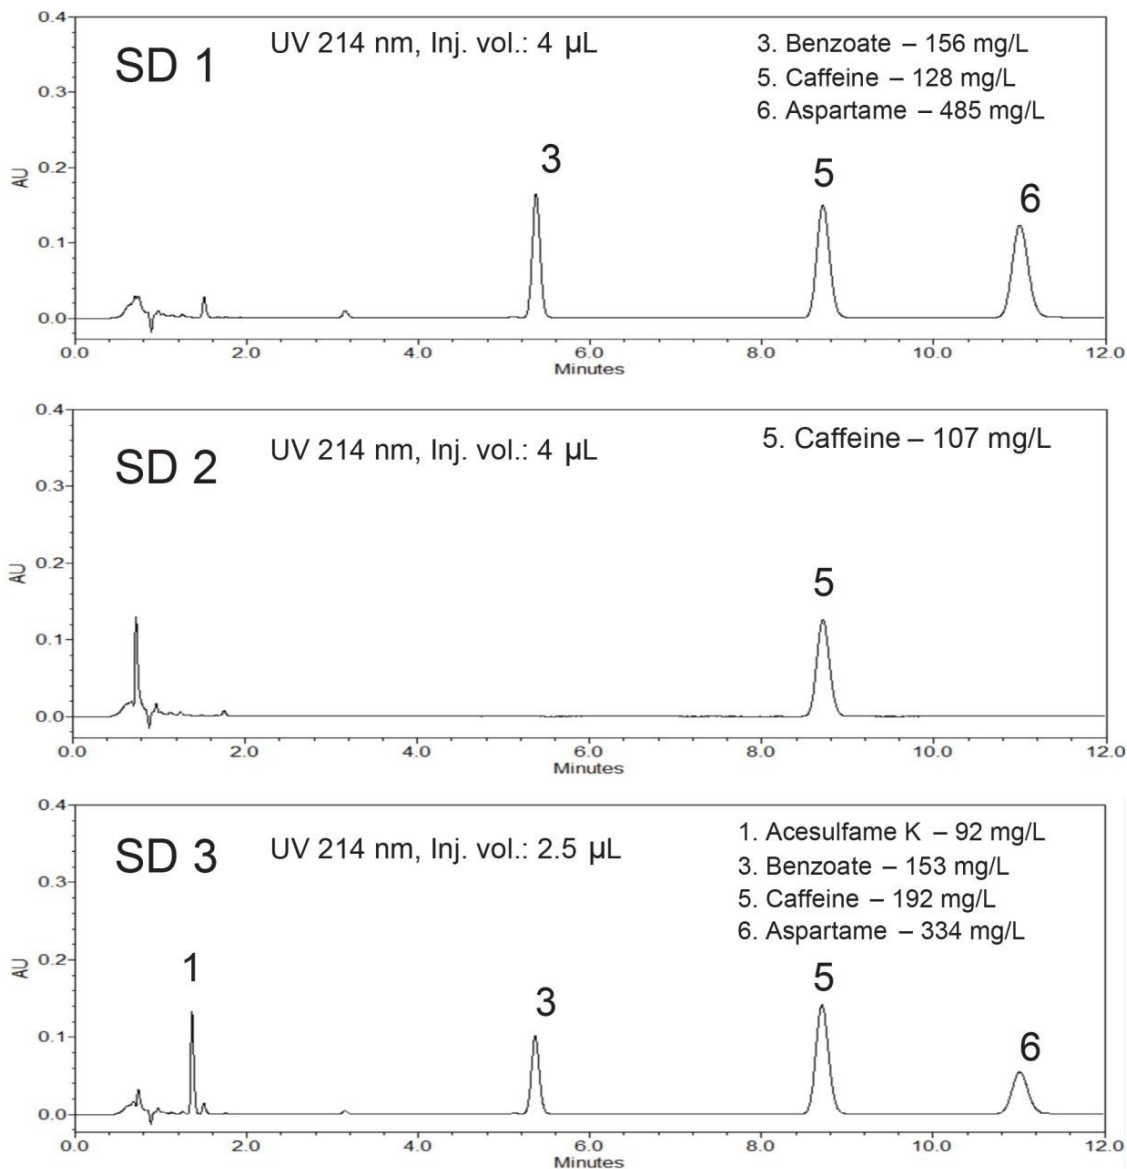 0.4
SD 1
UV 214 nm, Inj. vol.: 4 µL
3. Benzoate – 156 mg/L
5. Caffeine – 128 mg/L
6. Aspartame – 485 mg/L
0.3
0.2
AU
3
5
6
0.1
0.0
0.0 2.0 4.0 6.0 8.0 10.0 12.0
Minutes
0.4
SD 2
UV 214 nm, Inj. vol.: 4 µL
5. Caffeine – 107 mg/L
0.3
0.2
AU
5
0.1
0.0
0.0 2.0 4.0 6.0 8.0 10.0 12.0
Minutes
0.4
SD 3
UV 214 nm, Inj. vol.: 2.5 µL
1. Acesulfame K – 92 mg/L
3. Benzoate – 153 mg/L
5. Caffeine – 192 mg/L
6. Aspartame – 334 mg/L
0.3
0.2
AU
1
3
5
6
0.1
0.0
0.0 2.0 4.0 6.0 8.0 10.0 12.0
Minutes